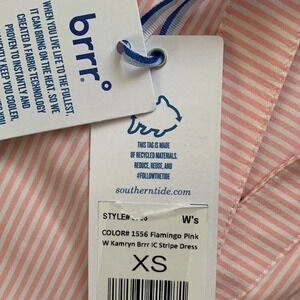 brrr°
WHEN YOU LIVE LIFE TO THE FULLEST,
IT CAN BRING ON THE HEAT. SO WE
CREATED A FABRIC TECHNOLOGY
PROVEN TO INSTANTLY AND
KEEP YOU COOLER.
THIS TAG IS MADE
OF RECYCLED MATERIALS.
REDUCE, REUSE, AND
#FOLLOWTHETIDE
southerntide.com
STYLE# W's
COLOR# 1556 Flamingo Pink
W Kamryn Brrr IC Stripe Dress
XS